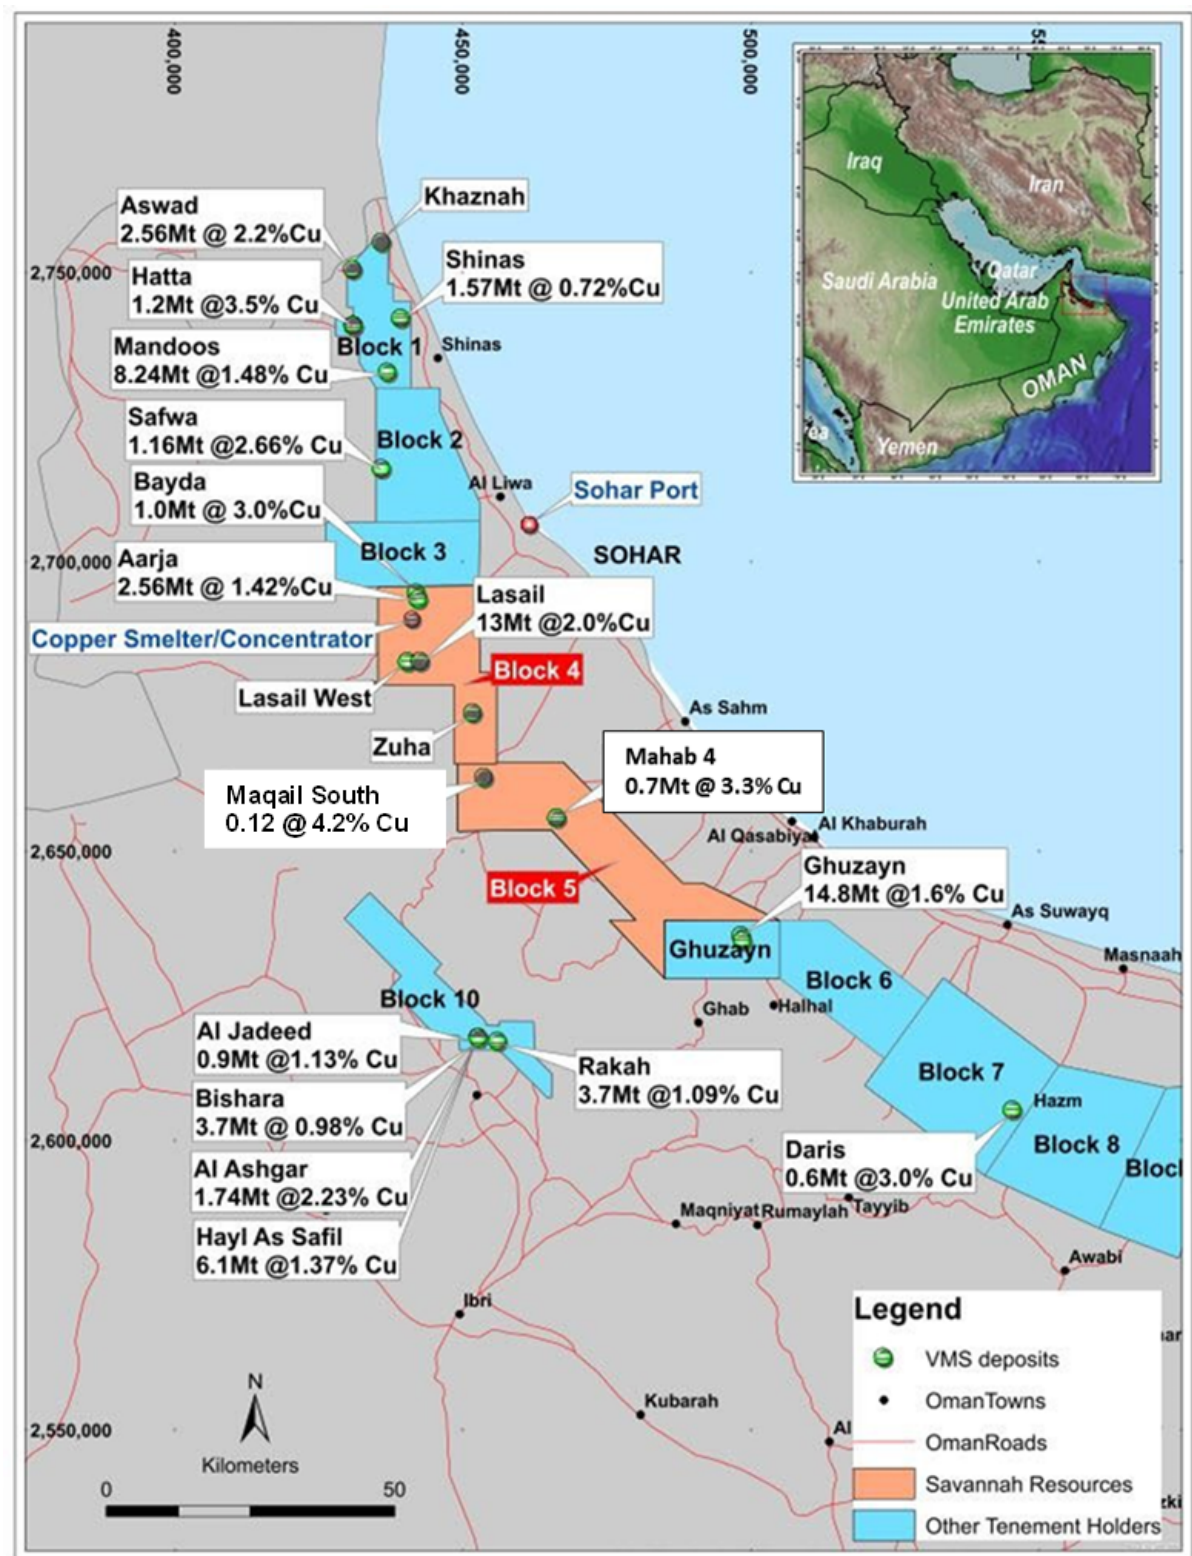 400,000
450,000
500,000
Iraq
Iran
Saudi Arabia
Qatar
United Arab
Emirates
OMAN
Yemen
Khaznah
Aswad
2.56Mt @ 2.2%Cu
2,750,000
Hatta
1.2Mt @3.5% Cu
Shinas
1.57Mt @ 0.72%Cu
Block 1
Shinas
Mandoos
8.24Mt @1.48% Cu
Safwa
1.16Mt @2.66% Cu
Block 2
Bayda
1.0Mt @ 3.0%Cu
Al Liwa
Sohar Port
2,700,000
Block 3
SOHAR
Aarja
2.56Mt @ 1.42%Cu
Lasail
13Mt @2.0%Cu
Copper Smelter/Concentrator
Block 4
Lasail West
As Sahm
Zuha
Mahab 4
0.7Mt @ 3.3% Cu
Maqail South
0.12 @ 4.2% Cu
Al Khaburah
Al Qasabiyah
2,650,000
Ghuzayn
14.8Mt @1.6% Cu
Block 5
As Suwayq
Ghuzayn
Masnaah
Block 6
Block 10
Ghab
Halhal
Al Jadeed
0.9Mt @1.13% Cu
Rakah
3.7Mt @1.09% Cu
Block 7
Bishara
3.7Mt @ 0.98% Cu
Hazm
2,600,000
Block 8
Daris
0.6Mt @3.0% Cu
Block
Al Ashgar
1.74Mt @2.23% Cu
Maqniyat
Rumaylah
Tayyib
Hayl As Safil
6.1Mt @1.37% Cu
Awabi
Ibri
Legend
VMS deposits
OmanTowns
OmanRoads
Savannah Resources
Other Tenement Holders
N
Kilometers
0
50
Kubarah
2,550,000
Al